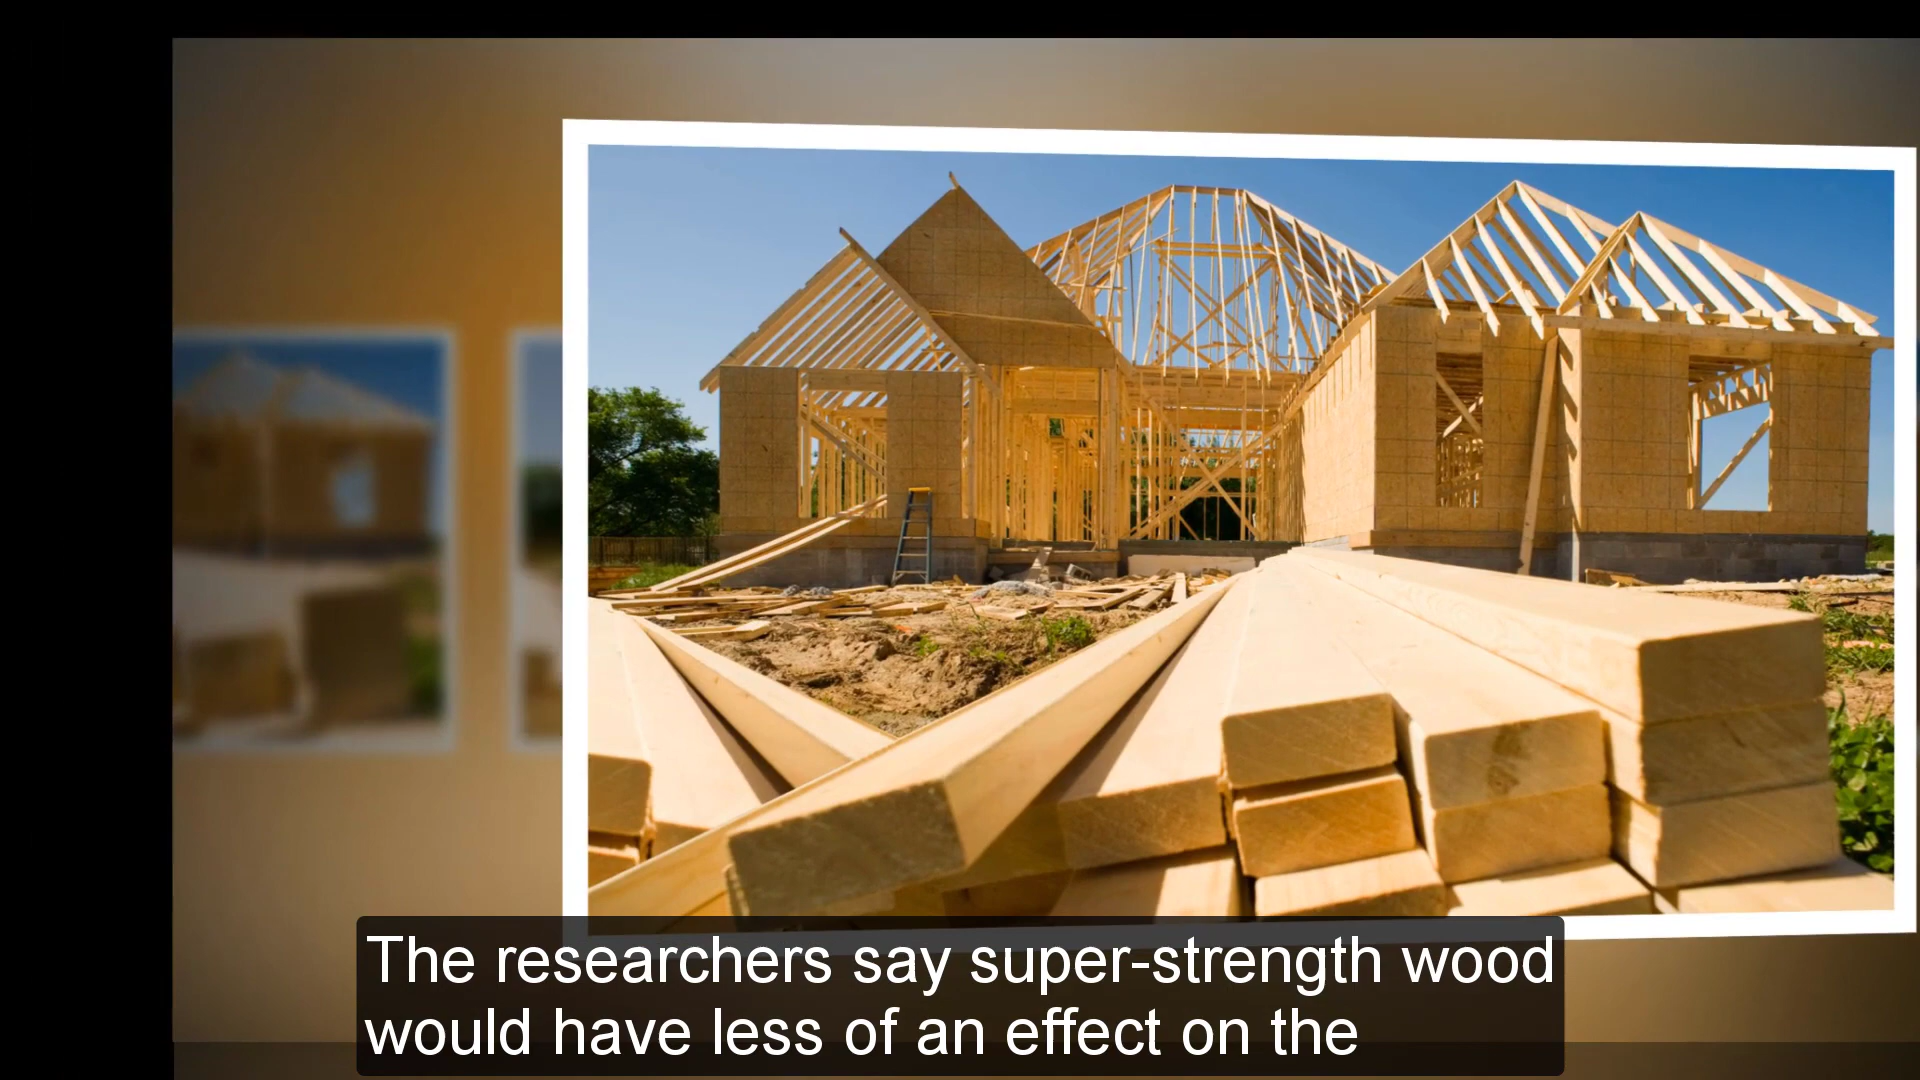 The researchers say super-strength wood
would have less of an effect on the